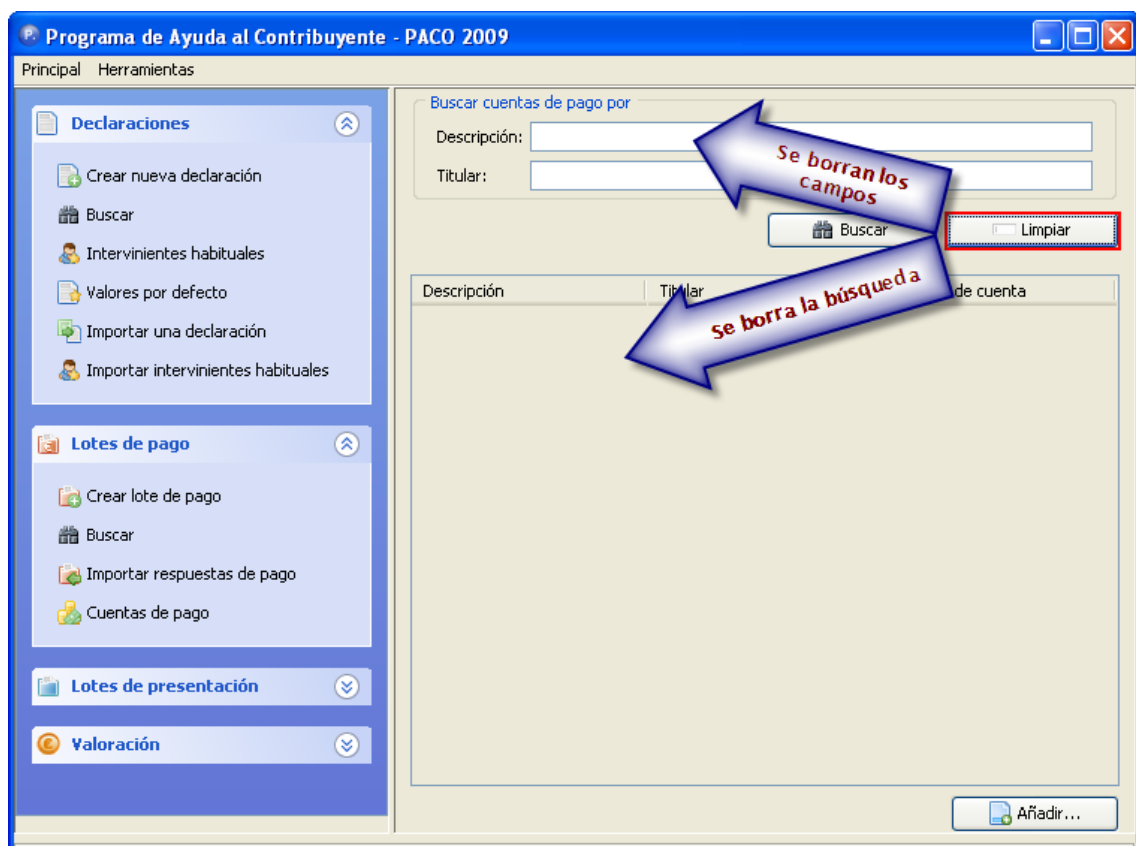 Programa de Ayuda al Contribuyente - PACO 2009
Principal Herramientas
Declaraciones
Crear nueva declaración
Buscar
Intervinientes habituales
Valores por defecto
Importar una declaración
Importar intervinientes habituales
Lotes de pago
Crear lote de pago
Buscar
Importar respuestas de pago
Cuentas de pago
Lotes de presentación
Valoración
Buscar cuentas de pago por
Descripción:
Titular:
Se borran los
campos
Buscar
Limpiar
Descripción
Titular
de cuenta
Se borra la búsqueda
Añadir...